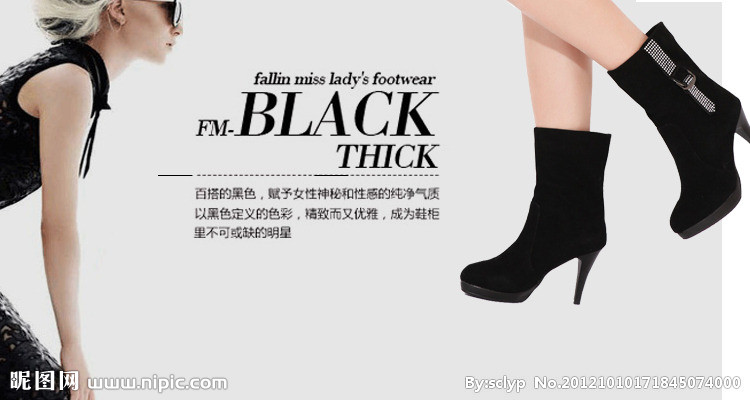 fallin miss lady's footwear
FM-BLACK
THICK
百搭的黑色，赋予女性神秘和性感的纯净气质
以黑色定义的色彩，精致而又优雅，成为鞋柜
里不可或缺的明星
昵图网 www.nipic.com
By:sclyp No.20121010171845074000